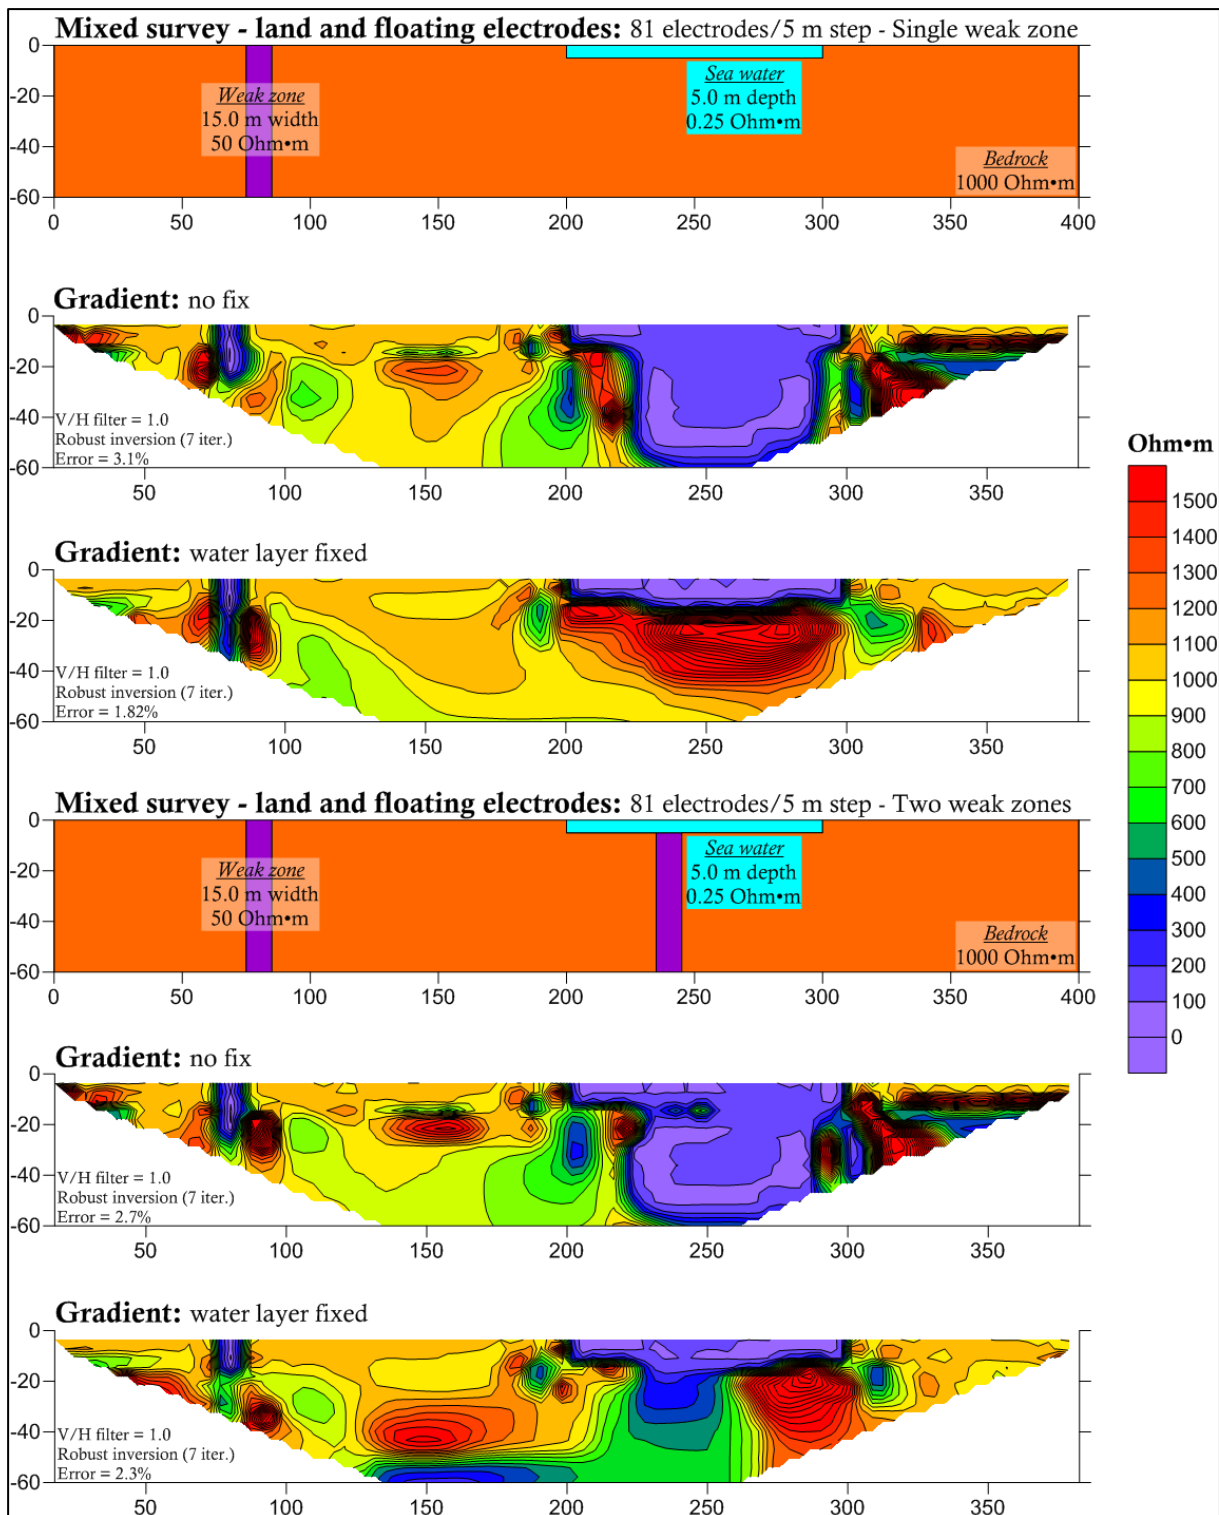 Mixed survey - land and floating electrodes: 81 electrodes/5 m step - Single weak zone
0
-20
-40
-60
Weak zone
15.0 m width
50 Ohm•m
Sea water
5.0 m depth
0.25 Ohm•m
Bedrock
1000 Ohm•m
0 50 100 150 200 250 300 350 400
Gradient: no fix
0
-20
-40
-60
V/H filter = 1.0
Robust inversion (7 iter.)
Error = 3.1%
50 100 150 200 250 300 350
Gradient: water layer fixed
0
-20
-40
-60
V/H filter = 1.0
Robust inversion (7 iter.)
Error = 1.82%
50 100 150 200 250 300 350
Ohm•m
1500
1400
1300
1200
1100
1000
900
800
700
600
500
400
300
200
100
0
Mixed survey - land and floating electrodes: 81 electrodes/5 m step - Two weak zones
0
-20
-40
-60
Weak zone
15.0 m width
50 Ohm•m
Sea water
5.0 m depth
0.25 Ohm•m
Bedrock
1000 Ohm•m
0 50 100 150 200 250 300 350 400
Gradient: no fix
0
-20
-40
-60
V/H filter = 1.0
Robust inversion (7 iter.)
Error = 2.7%
50 100 150 200 250 300 350
Gradient: water layer fixed
0
-20
-40
-60
V/H filter = 1.0
Robust inversion (7 iter.)
Error = 2.3%
50 100 150 200 250 300 350